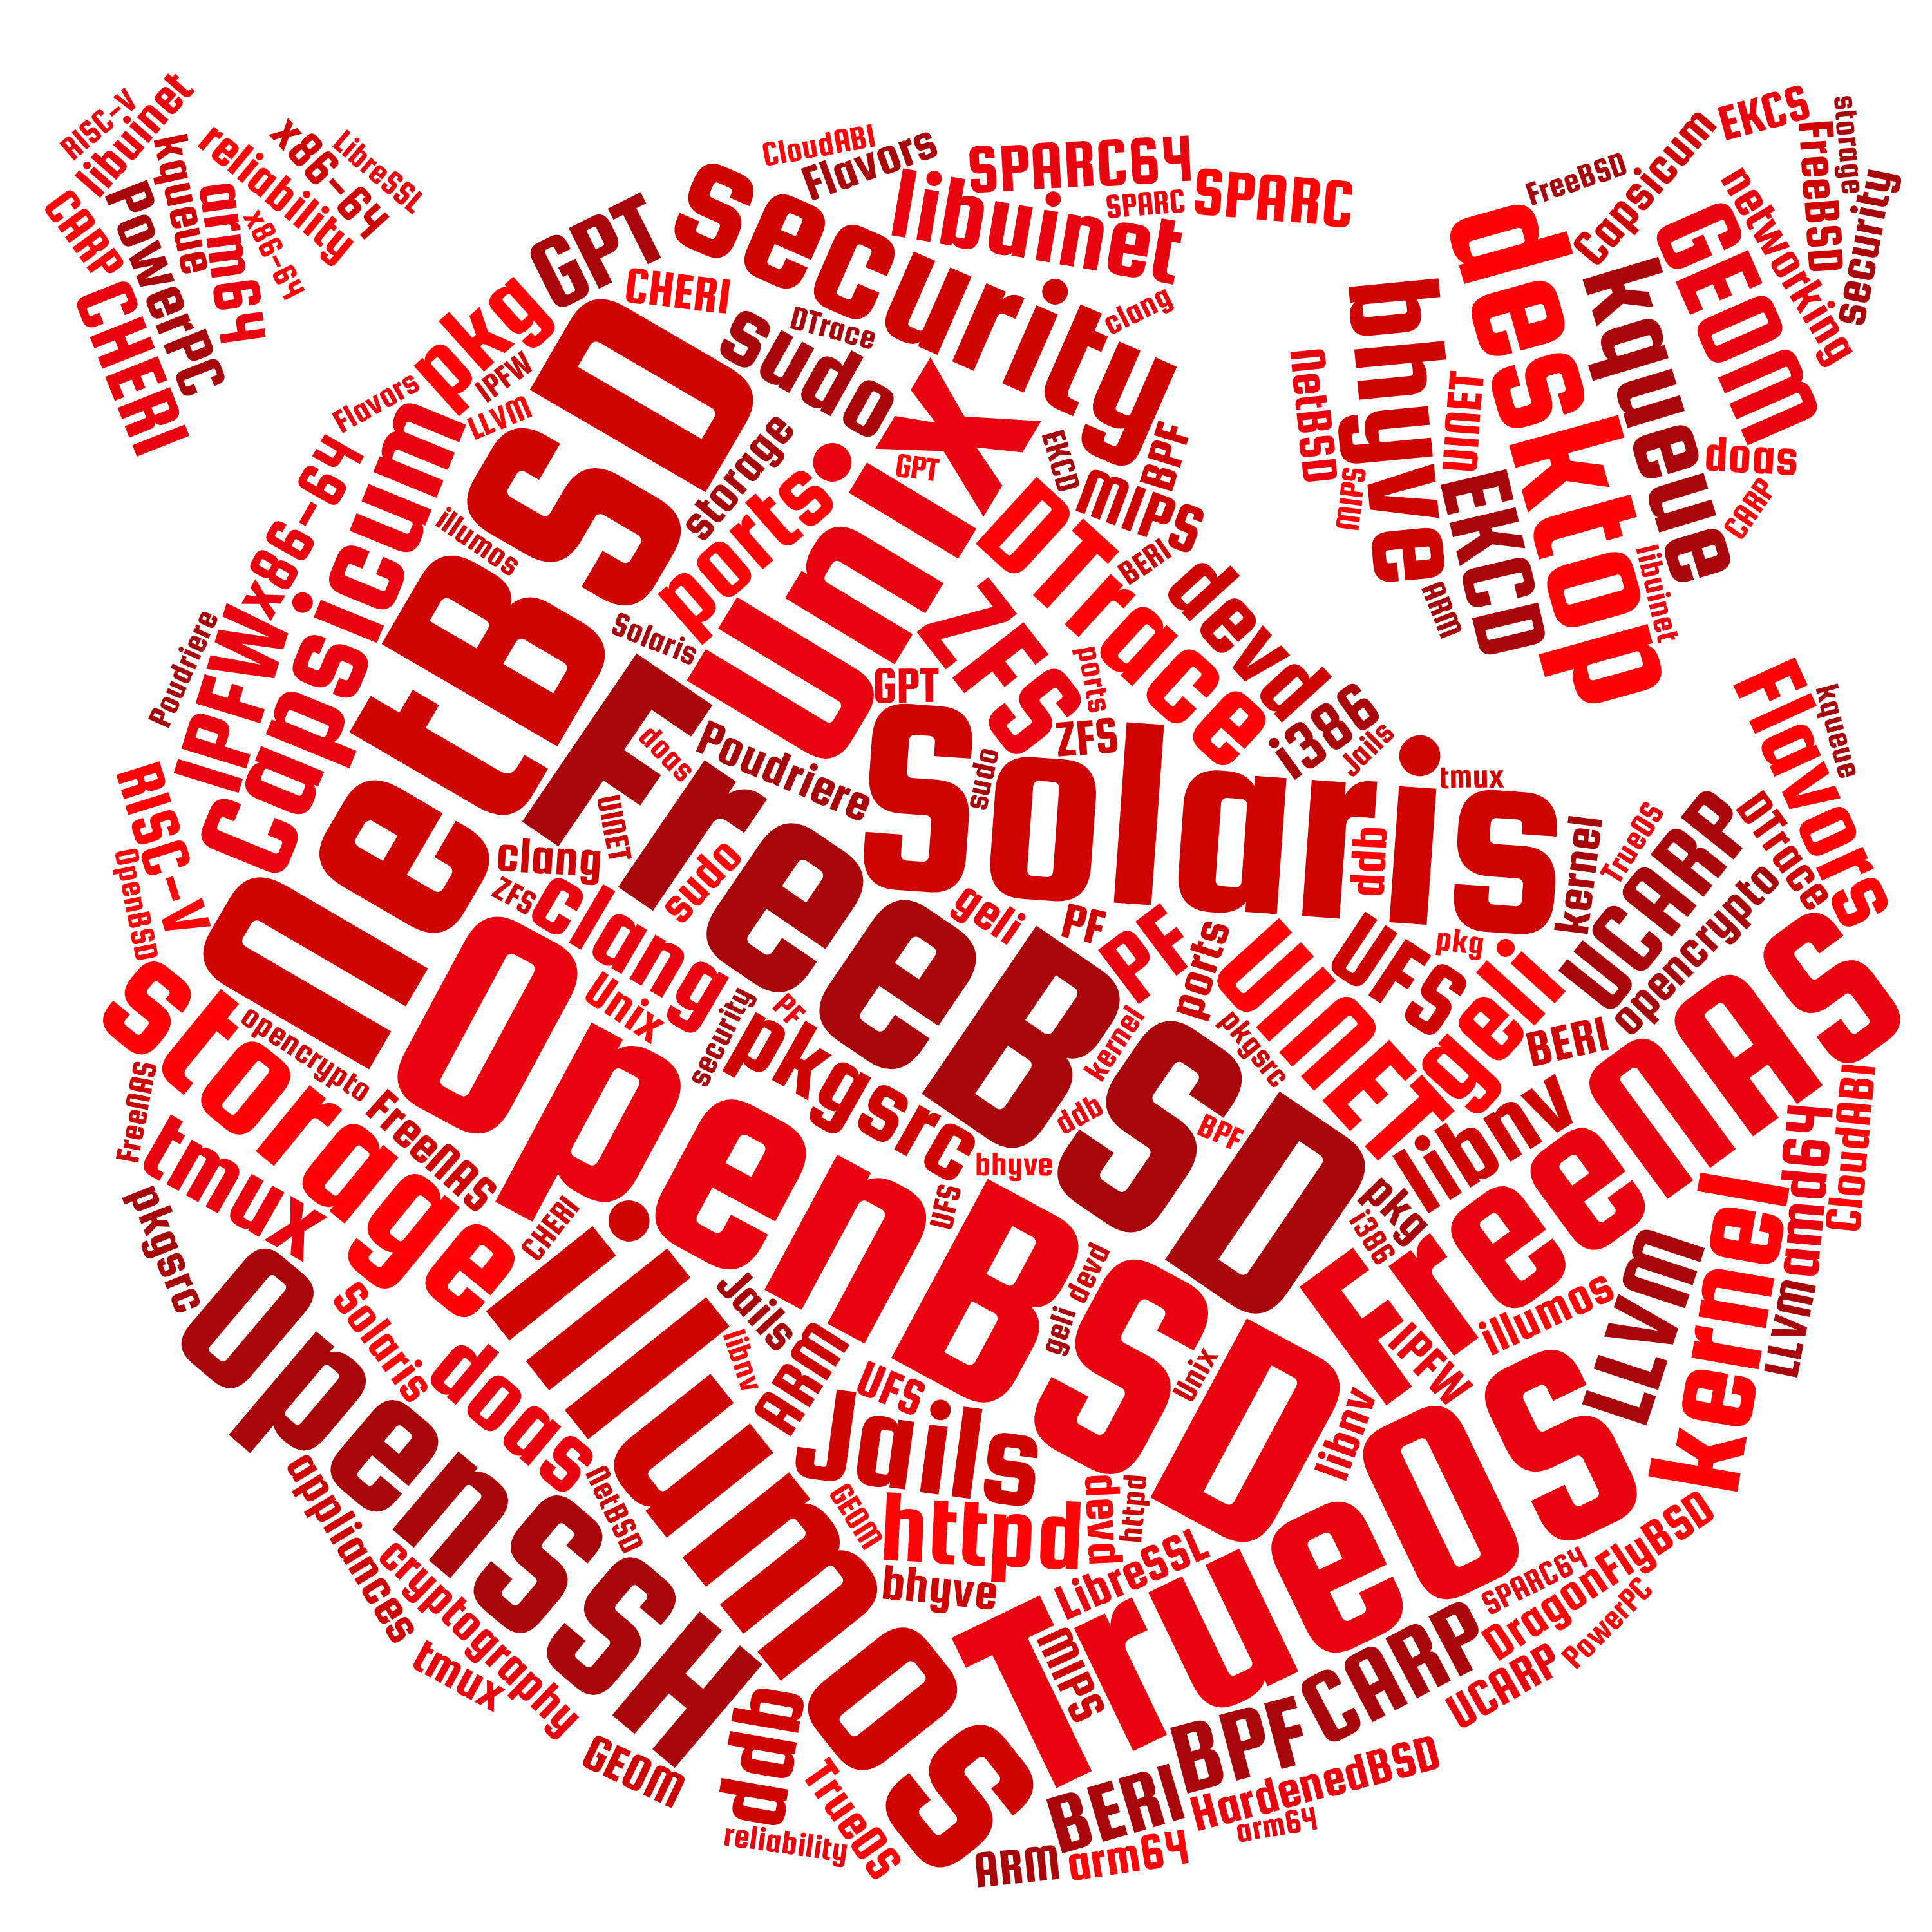 RISC-V
libuinet
kqueue
reliability
x86-64
LibreSSL
CARP
PowerPC
arm64
x86-64
CHERI
CloudABI
Flavors
SPARC64
SPARC
SPARC
libuinet
security
GPT
CHERI
pkg
IPFW
LLVM
Flavors
DTrace
sudo
clang
FreeBSD
Capsicum
EKCS
FreeBSD
storage
security
networking
appliances
GEOM
kqueue
desktop
doas
CARP
libuinet
bhyve
UINET
NetBSD
MIPS
EKCD
ARM
NetBSD
Unix
GPT
storage
ports
EKCD
MIPS
BPF
BERI
DTrace
devd
i386
Jails
ZFS
ports
ZFS
GPT
Capsicum
x86-64
illumos
IPFW
Poudriere
Solaris
FreeBSD
doas
Poudriere
UINET
sudo
clang
ZFS
Clang
Unix
Solaris
sudo
ddb
tmux
RISC-V
OpenBSD
geli
PF
PF
ports
UFS
pkg
UINET
kernel
pkgsrc
geli
kernel
TrueOS
UCARP
DTrace
opencrypto
Flavors
kqueue
BERI
libnv
FreeNAS
storage
opencrypto
FreeNAS
FreeNAS
tmux
pkgsrc
OpenBSD
security
PF
pkgsrc
bhyve
UFS
ddb
BPF
CHERI
illumos
Jails
libnv
ARM
UFS
Jails
geli
devd
Unix
pkg
i386
IPFW
illumos
LLVM
kernel
amd64
CloudABI
LLVM
OpenSSH
Solaris
doas
NetBSD
appliances
cryptography
tmux
GEOM
GEOM
httpd
devd
httpd
bhyve
libnv
LibreSSL
TrueOS
MIPS
SPARC64
DragonFlyBSD
PowerPC
UCARP
CARP
BPF
BERI
HardenedBSD
arm64
arm64
ARM
ddb
TrueOS
reliability